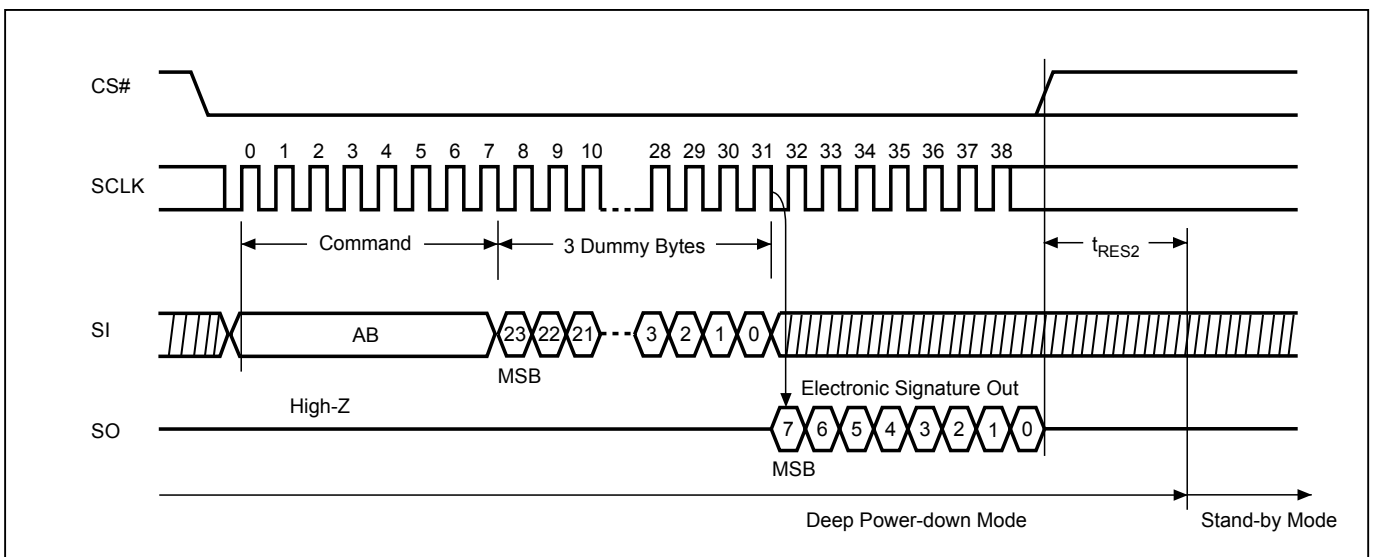 CS#
0 1 2 3 4 5 6 7 8 9 10 28 29 30 31 32 33 34 35 36 37 38
SCLK
Command
3 Dummy Bytes
tRES2
SI
AB
23 22 21 3 2 1 0
MSB
Electronic Signature Out
High-Z
SO
7 6 5 4 3 2 1 0
MSB
Deep Power-down Mode
Stand-by Mode